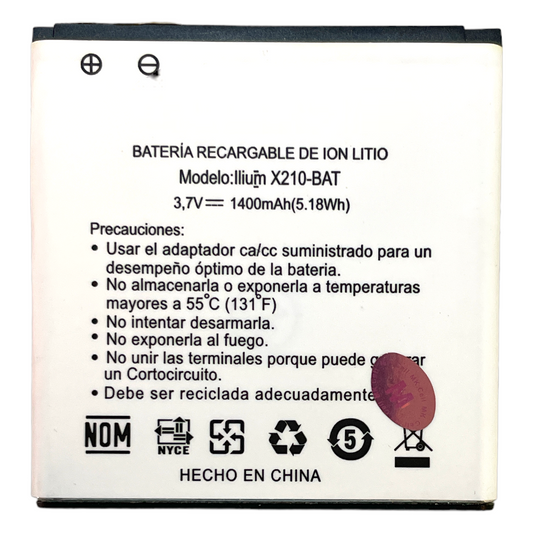 BATERÍA RECARGABLE DE ION LITIO
Modelo:Ilium X210-BAT
3,7V⎓ 1400mAh(5.18Wh)
Precauciones:
• Usar el adaptador ca/cc suministrado para un
desempeño óptimo de la bateria.
• No almacenarla o exponerla a temperaturas
mayores a 55°C (131°F)
• No intentar desarmarla.
• No exponerla al fuego.
• No unir las terminales porque puede
un Cortocircuito.
• Debe ser reciclada adecuadamente
NOM
NYCE
5
HECHO EN CHINA